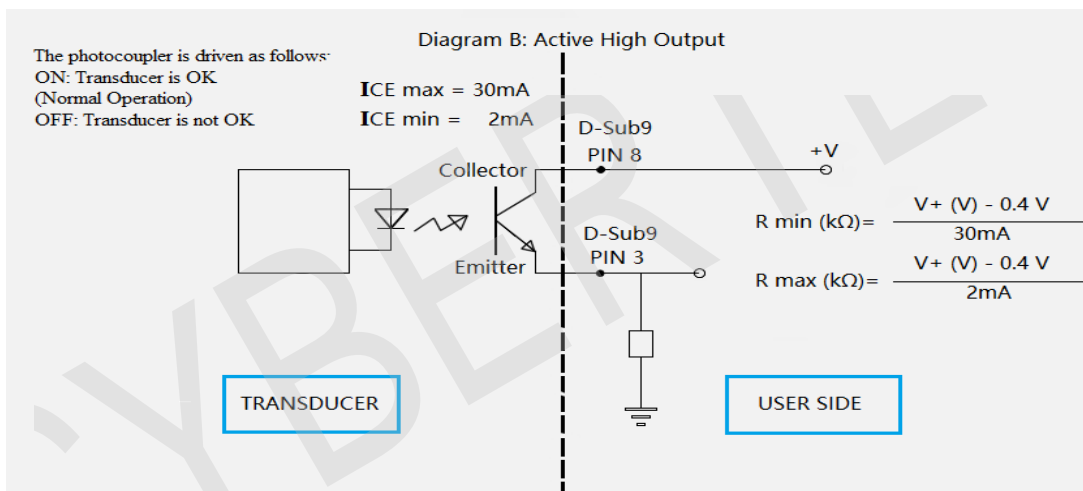 Diagram B: Active High Output
The photocoupler is driven as follows:
ON: Transducer is OK
(Normal Operation)
OFF: Transducer is not OK
ICE max = 30mA
ICE min = 2mA
D-Sub9
PIN 8
+V
Collector
D-Sub9
PIN 3
Emitter
R min (kΩ)= V+ (V) - 0.4 V
30mA
R max (kΩ)= V+ (V) - 0.4 V
2mA
TRANSDUCER
USER SIDE